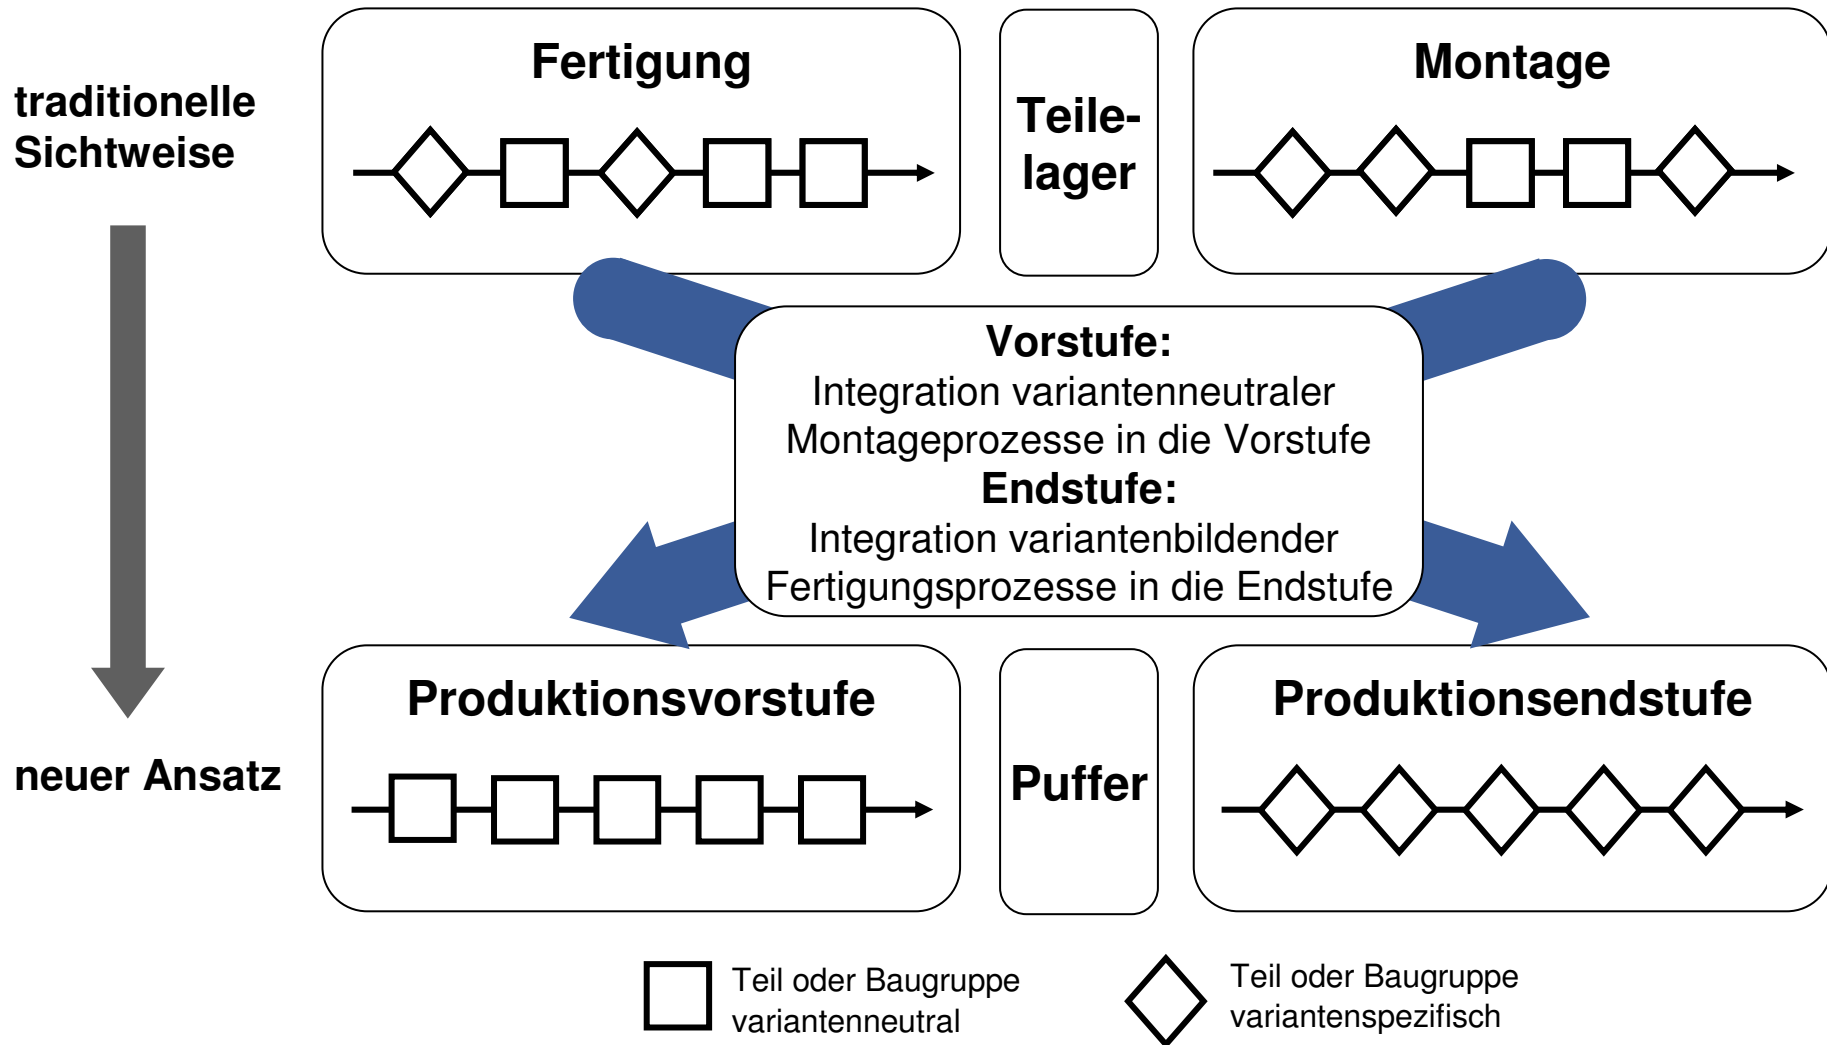 traditionelle
Sichtweise
Fertigung
Teile-
lager
Montage
Vorstufe:
Integration variantenneutraler
Montageprozesse in die Vorstufe
Endstufe:
Integration variantenbildender
Fertigungsprozesse in die Endstufe
neuer Ansatz
Produktionsvorstufe
Puffer
Produktionsendstufe
Teil oder Baugruppe
variantenneutral
Teil oder Baugruppe
variantenspezifisch